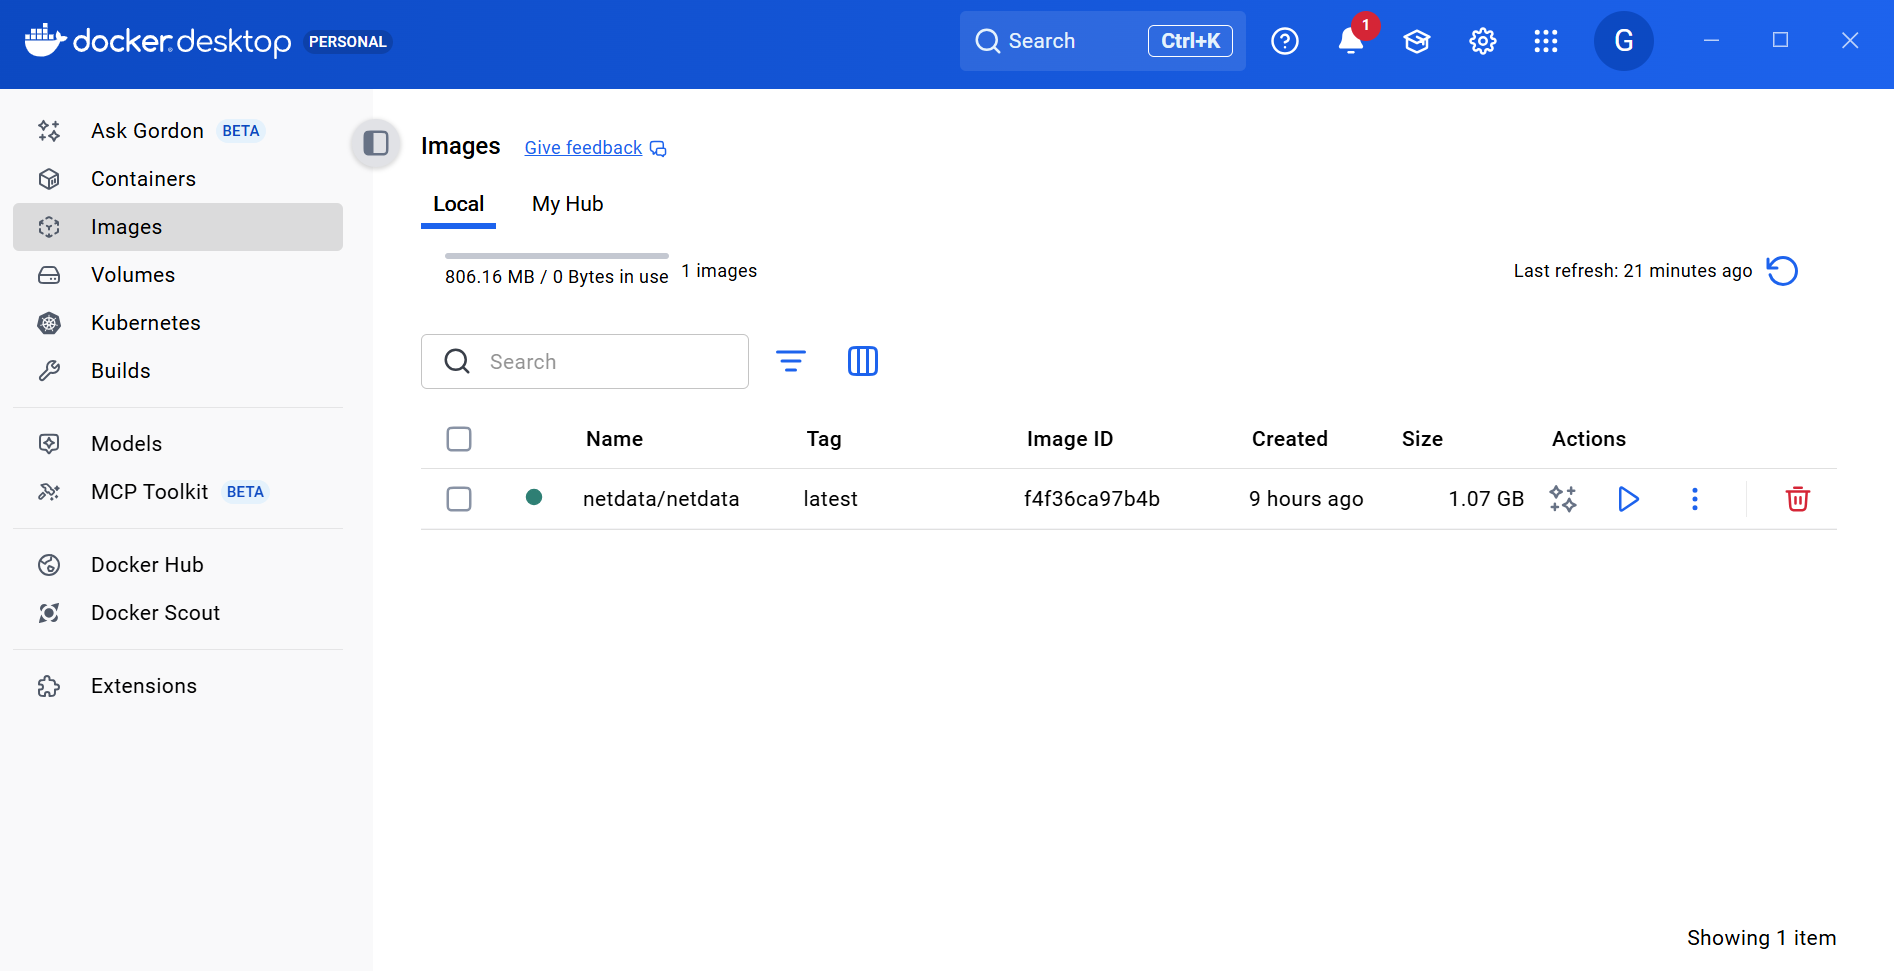 docker desktop PERSONAL
Search Ctrl+K
1
G
Ask Gordon BETA
Containers
Images
Volumes
Kubernetes
Builds
Models
MCP Toolkit BETA
Docker Hub
Docker Scout
Extensions
Images Give feedback
Local My Hub
806.16 MB / 0 Bytes in use 1 images
Last refresh: 21 minutes ago
Search
Name Tag Image ID Created Size Actions
netdata/netdata latest f4f36ca97b4b 9 hours ago 1.07 GB
Showing 1 item